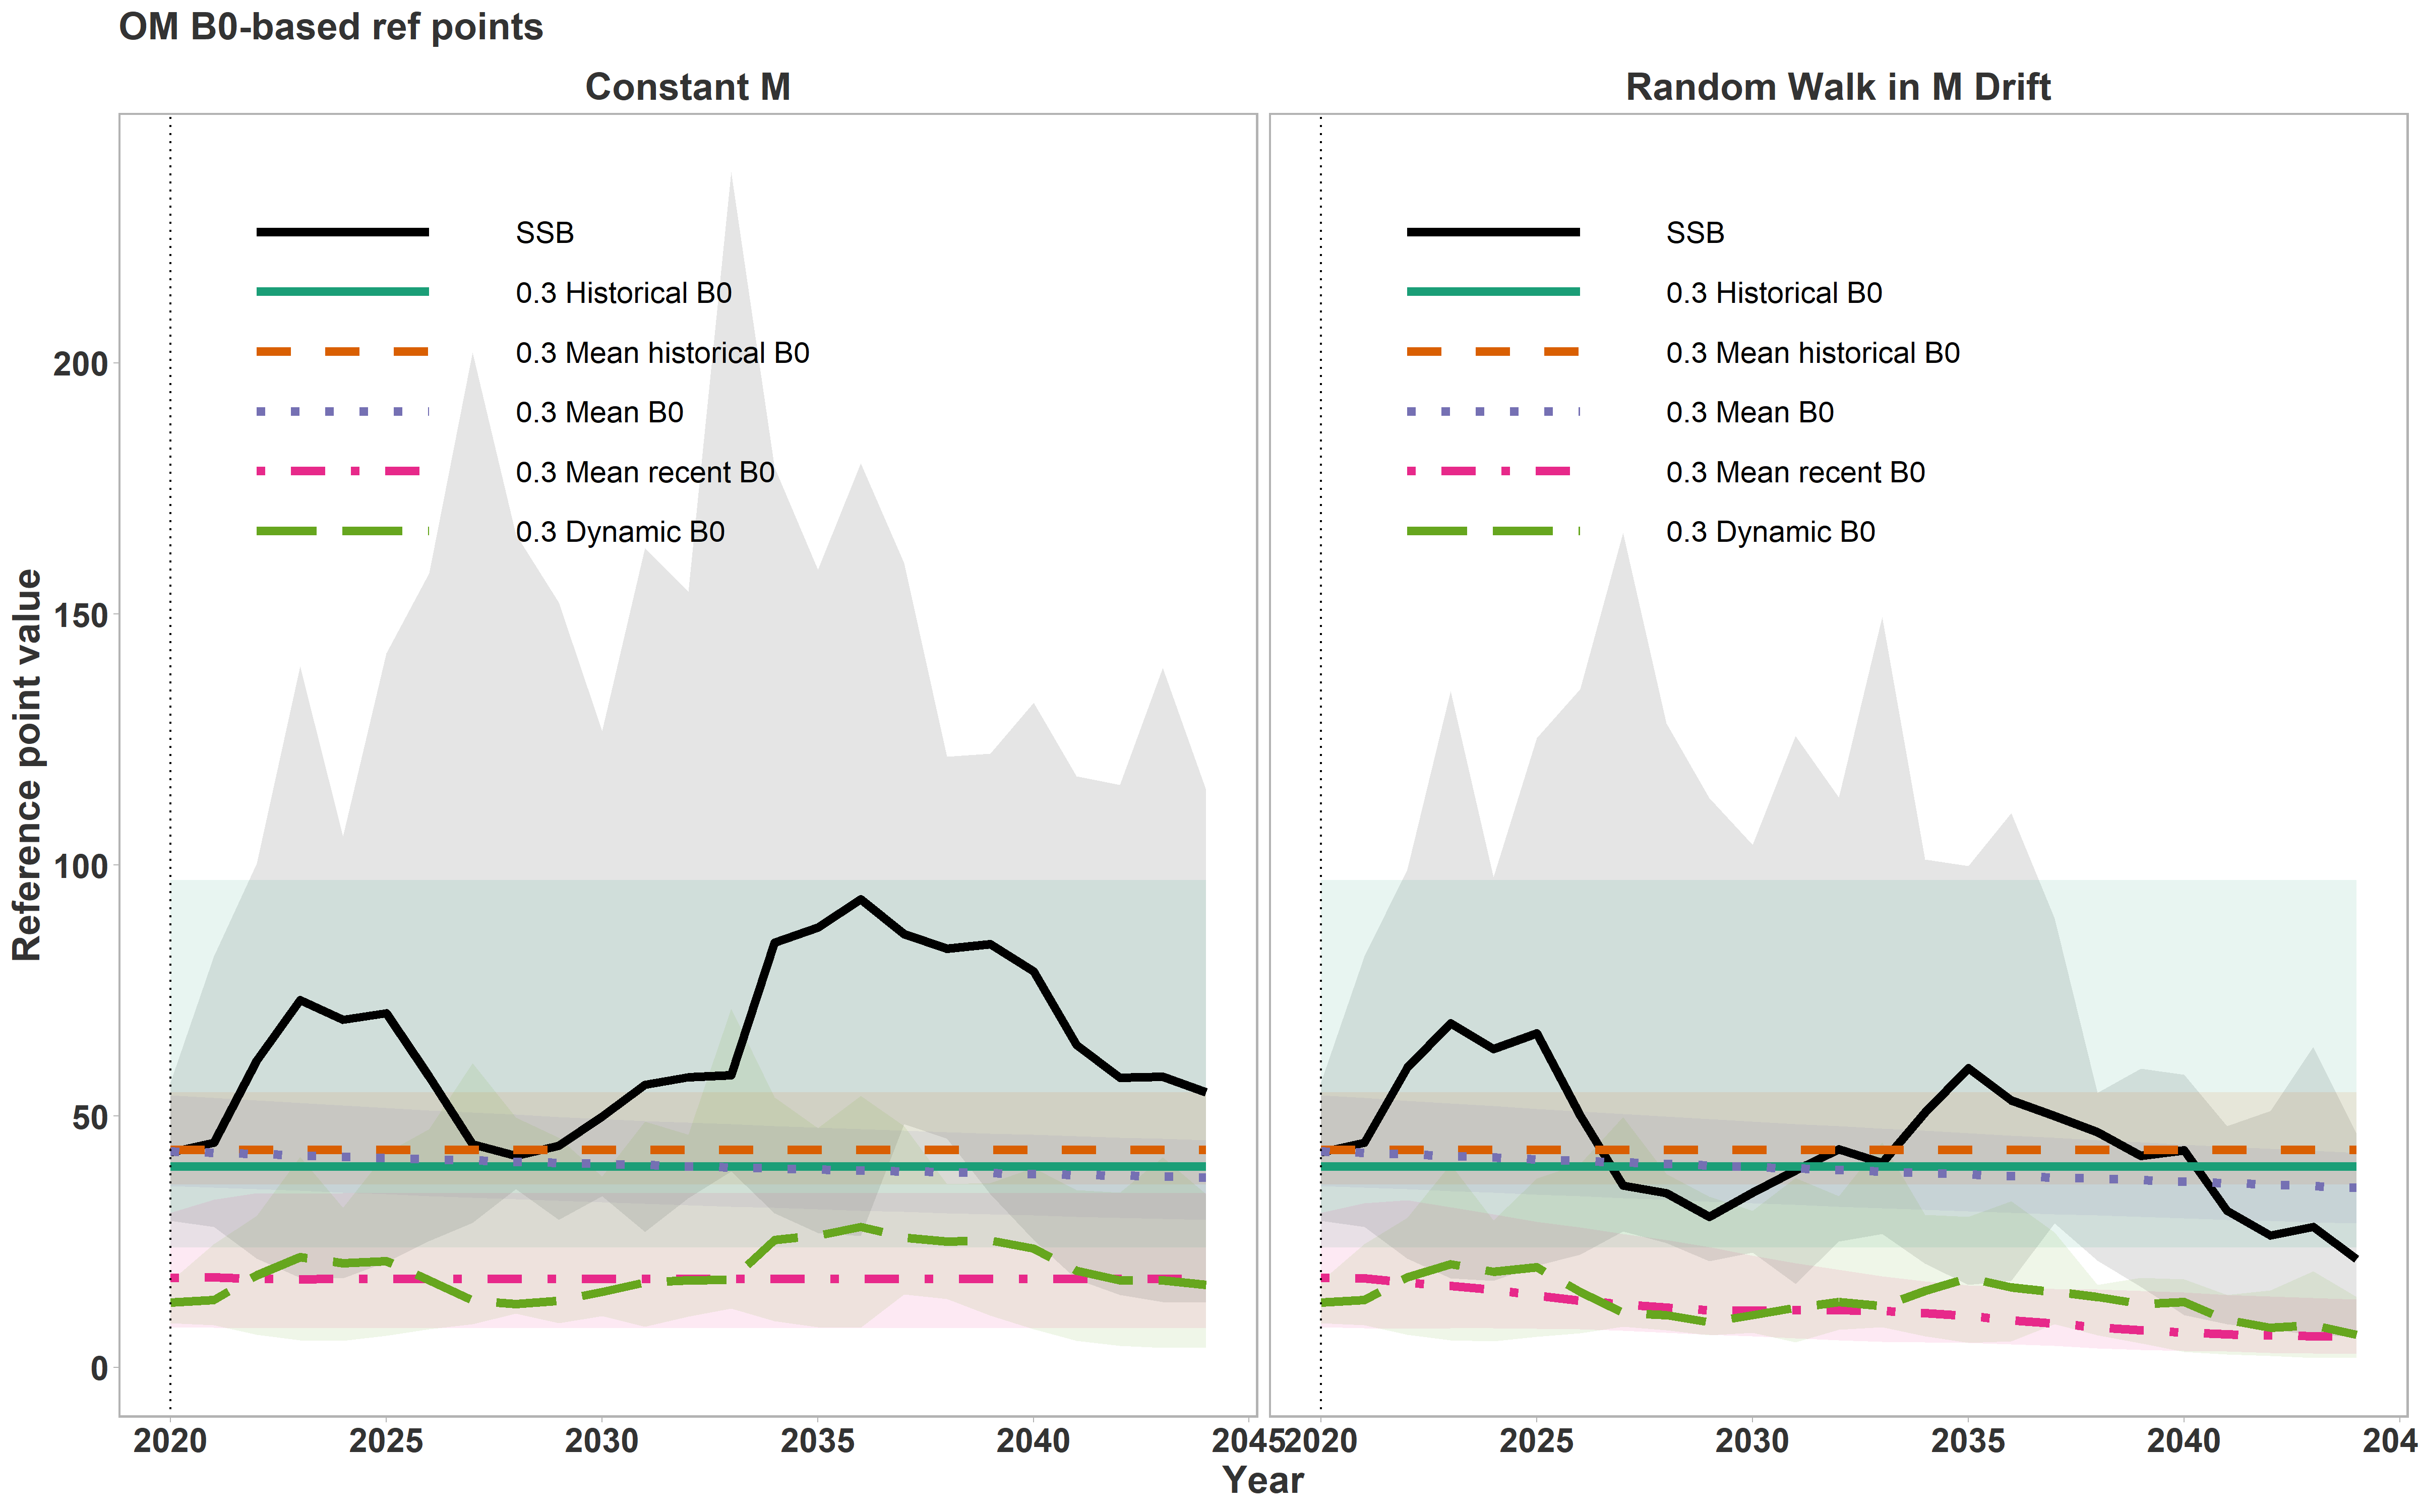 OM B0-based ref points
Constant M
Random Walk in M Drift
SSB
0.3 Historical B0
0.3 Mean historical B0
0.3 Mean B0
0.3 Mean recent B0
0.3 Dynamic B0
SSB
0.3 Historical B0
0.3 Mean historical B0
0.3 Mean B0
0.3 Mean recent B0
0.3 Dynamic B0
Reference point value
200
150
100
50
0
2020 2025 2030 2035 2040 2045
2020 2025 2030 2035 2040 204
Year